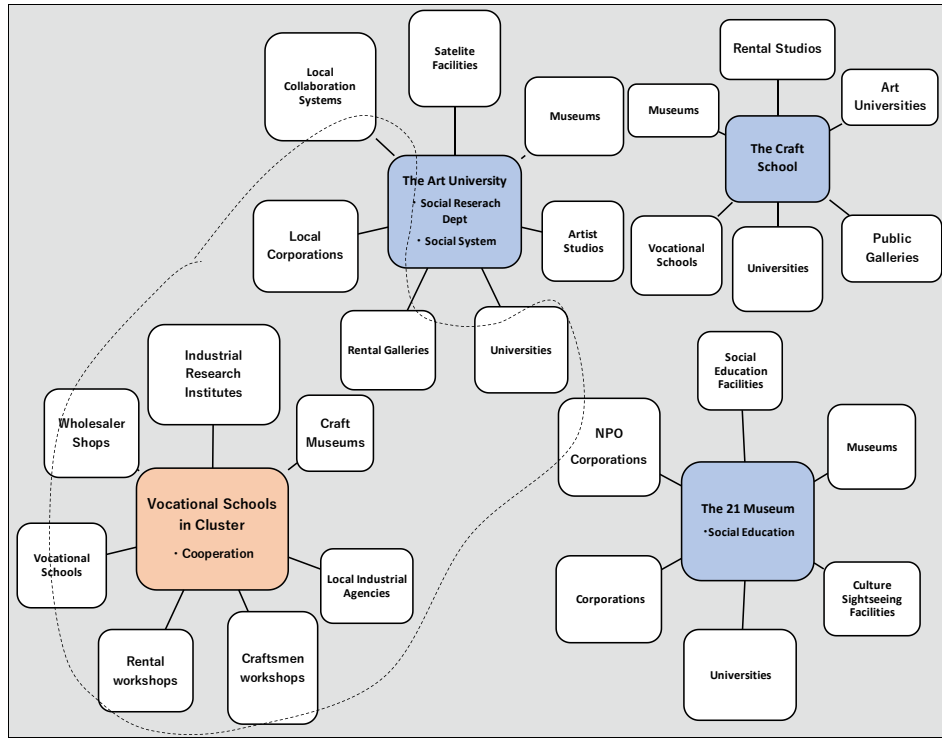 Local
Collaboration
Systems
Satelite
Facilities
Museums
The Art University
・Social Reserach
Dept
・Social System
Local
Corporations
Artist
Studios
Rental Galleries
Universities
Rental Studios
Museums
Art
Universities
The Craft
School
Vocational
Schools
Universities
Public
Galleries
Industrial
Research
Institutes
Wholesaler
Shops
Craft
Museums
Vocational Schools
in Cluster
・Cooperation
Vocational
Schools
Local Industrial
Agencies
Rental
workshops
Craftsmen
workshops
Social
Education
Facilities
NPO
Corporations
Museums
The 21 Museum
・Social Education
Corporations
Culture
Sightseeing
Facilities
Universities